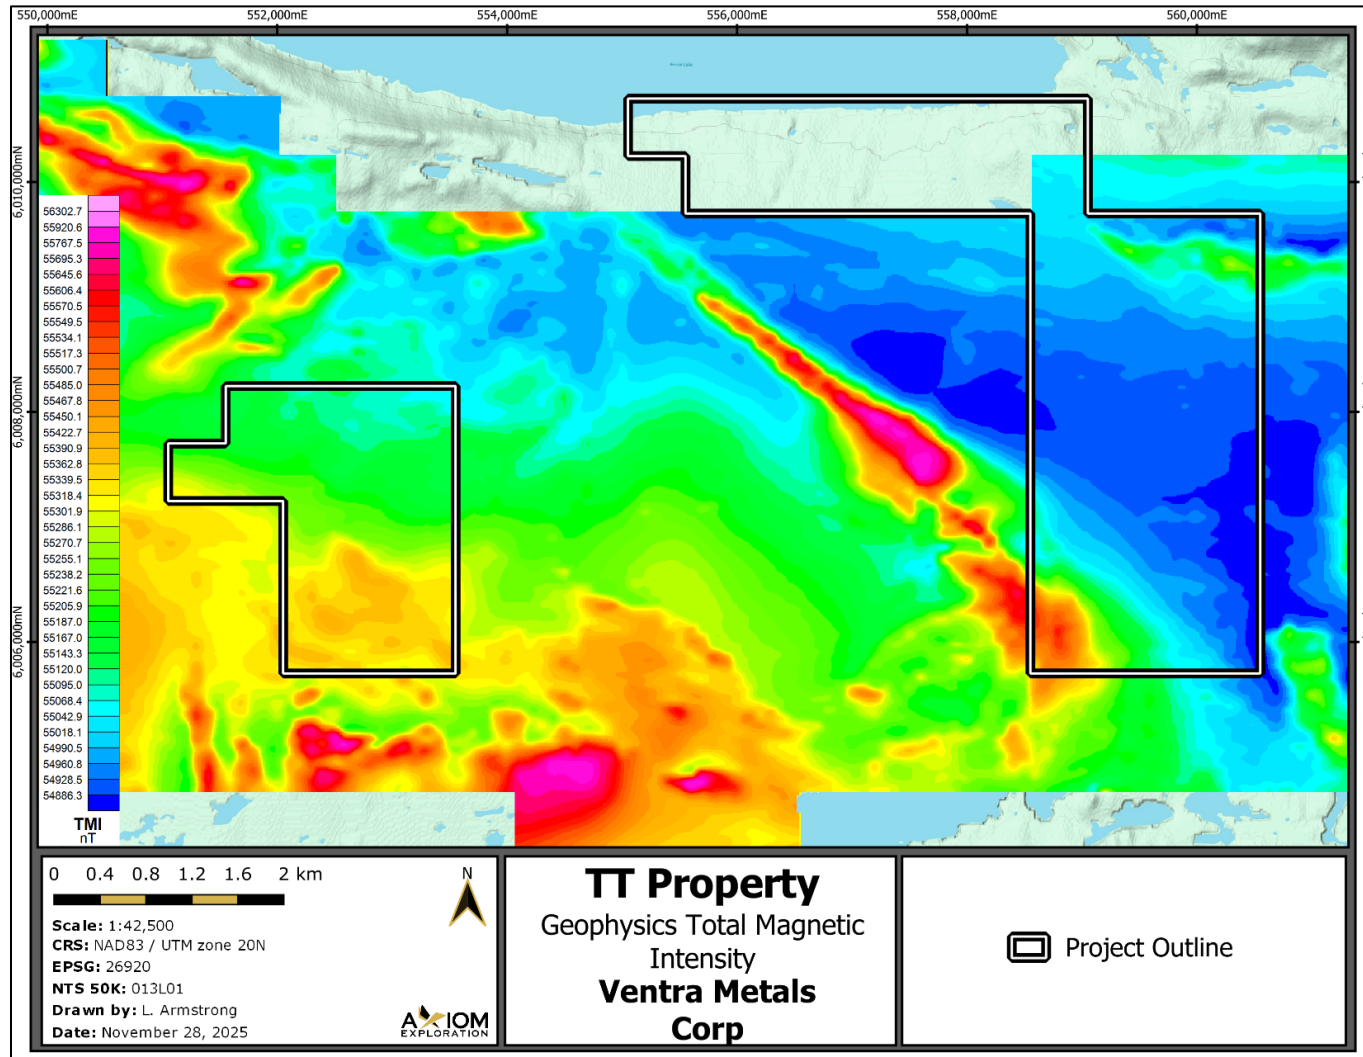 550,000mE 552,000mE 554,000mE 556,000mE 558,000mE 560,000mE
6,010,000mN
6,008,000mN
6,006,000mN
56302.7
55920.6
55767.5
55695.3
55645.6
55606.4
55570.5
55549.5
55534.1
55517.3
55500.7
55485.0
55467.8
55450.1
55422.7
55390.9
55362.8
55339.5
55318.4
55301.9
55286.1
55270.7
55255.1
55238.2
55221.6
55205.9
55187.0
55167.0
55143.3
55120.0
55095.0
55068.4
55042.9
55018.1
54990.5
54960.8
54928.5
54886.3
TMI
nT
0 0.4 0.8 1.2 1.6 2 km
N
Scale: 1:42,500
CRS: NAD83 / UTM zone 20N
EPSG: 26920
NTS 50K: 013L01
Drawn by: L. Armstrong
Date: November 28, 2025
AXIOM
EXPLORATION
TT Property
Geophysics Total Magnetic
Intensity
Ventra Metals
Corp
Project Outline